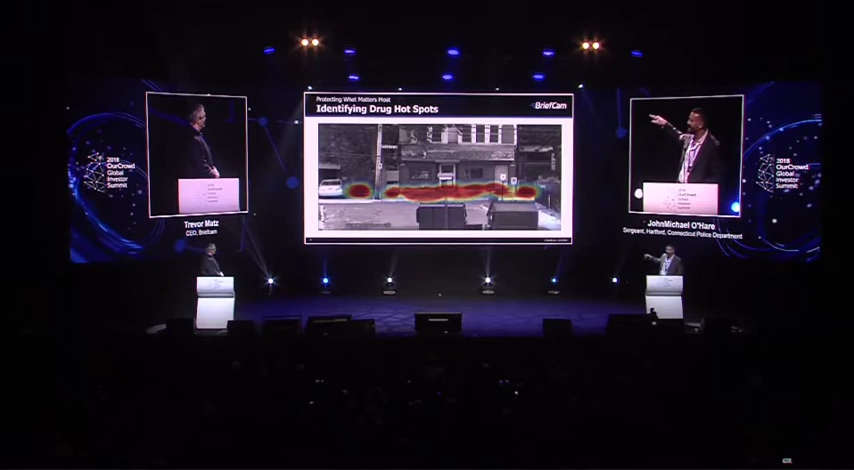 Protecting What Matters Most
Identifying Drug Hot Spots
BriefCam
2018
OurCrowd
Global
Investor
Summit
2018
OurCrowd
Global
Investor
Summit
Trevor Matz
CEO, Briefcam
JohnMichael O'Hare
Sergeant, Hartford, Connecticut Police Department